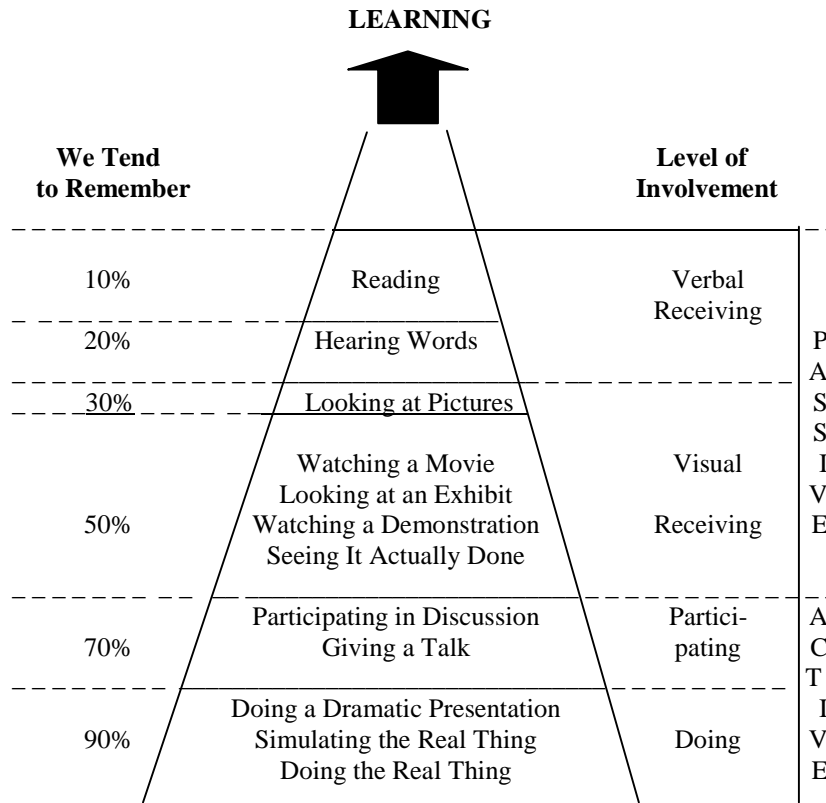 LEARNING
We Tend
to Remember
Level of
Involvement
10%
Reading
Verbal
Receiving
20%
Hearing Words
30%
Looking at Pictures
50%
Watching a Movie
Looking at an Exhibit
Watching a Demonstration
Seeing It Actually Done
Visual
Receiving
PASSIVE
70%
Participating in Discussion
Giving a Talk
Partici-
pating
90%
Doing a Dramatic Presentation
Simulating the Real Thing
Doing the Real Thing
Doing
ACTIVE